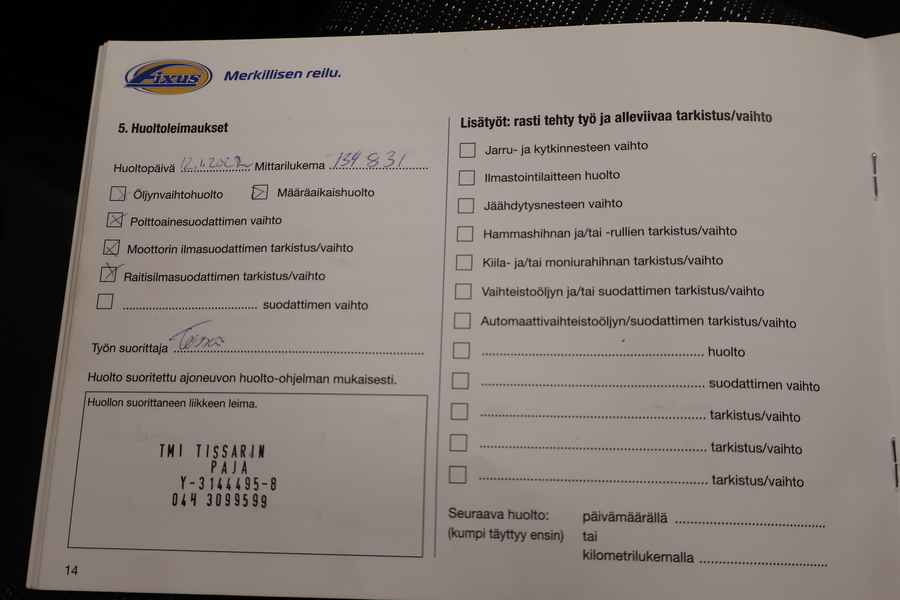 Fixus Merkillisen reilu.
5. Huoltoleimaukset
Huoltopäivä 12.1.2022 Mittarilukema 139 831
Öljynvaihtohuolto Määräaikaishuolto
Polttoainesuodattimen vaihto
Moottorin ilmasuodattimen tarkistus/vaihto
Raitisilmasuodattimen tarkistus/vaihto
suodattimen vaihto
Työn suorittaja
Huolto suoritettu ajoneuvon huolto-ohjelman mukaisesti.
Huollon suorittaneen liikkeen leima.
TMI TISSARIN
PAJA
Y-3144495-8
044 3099599
14
Lisätyöt: rasti tehty työ ja alleviivaa tarkistus/vaihto
Jarru- ja kytkinnesteen vaihto
Ilmastointilaitteen huolto
Jäähdytysnesteen vaihto
Hammashihnan ja/tai -rullien tarkistus/vaihto
Kiila- ja/tai moniurahihnan tarkistus/vaihto
Vaihteistoöljyn ja/tai suodattimen tarkistus/vaihto
Automaattivaihteistoöljyn/suodattimen tarkistus/vaihto
huolto
suodattimen vaihto
tarkistus/vaihto
tarkistus/vaihto
tarkistus/vaihto
Seuraava huolto: päivämäärällä
(kumpi täyttyy ensin) tai
kilometrilukemalla